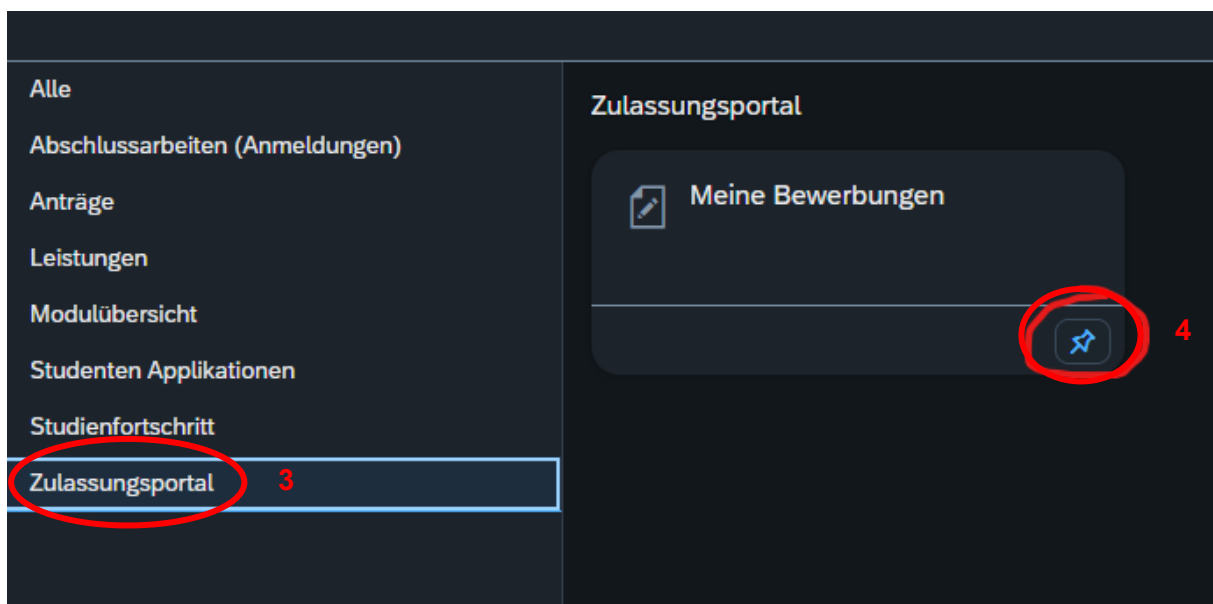 Alle
Abschlussarbeiten (Anmeldungen)
Anträge
Leistungen
Modulübersicht
Studenten Applikationen
Studienfortschritt
Zulassungsportal
3
Zulassungsportal
Meine Bewerbungen
4